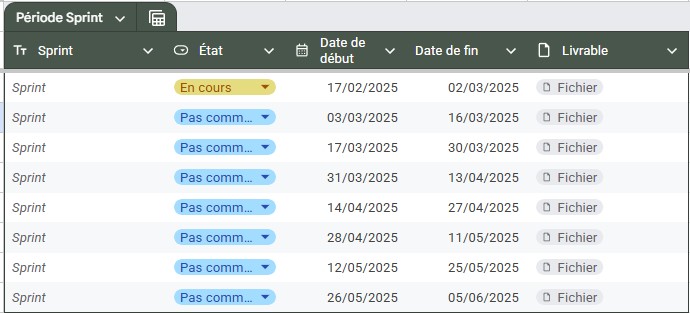 Période Sprint
Sprint État Date de début Date de fin Livrable
Sprint En cours 17/02/2025 02/03/2025 Fichier
Sprint Pas comm... 03/03/2025 16/03/2025 Fichier
Sprint Pas comm... 17/03/2025 30/03/2025 Fichier
Sprint Pas comm... 31/03/2025 13/04/2025 Fichier
Sprint Pas comm... 14/04/2025 27/04/2025 Fichier
Sprint Pas comm... 28/04/2025 11/05/2025 Fichier
Sprint Pas comm... 12/05/2025 25/05/2025 Fichier
Sprint Pas comm... 26/05/2025 05/06/2025 Fichier